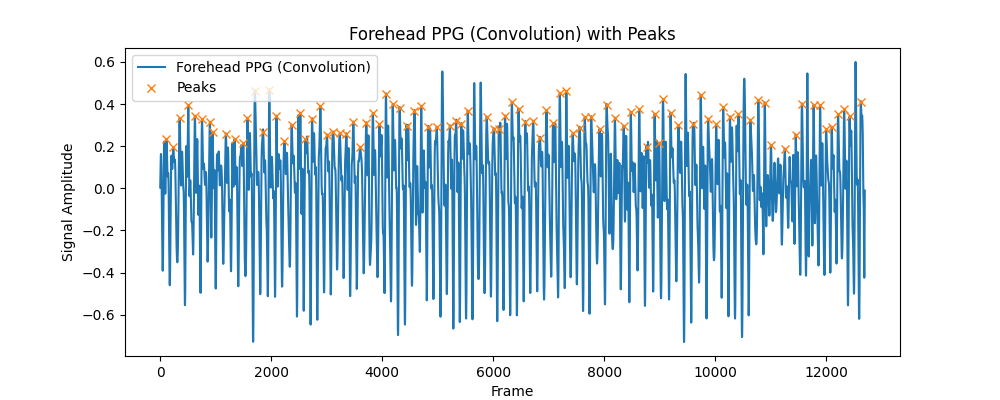 Forehead PPG (Convolution) with Peaks
Forehead PPG (Convolution)
Peaks
Signal Amplitude
0.6
0.4
0.2
0.0
−0.2
−0.4
−0.6
0 2000 4000 6000 8000 10000 12000
Frame